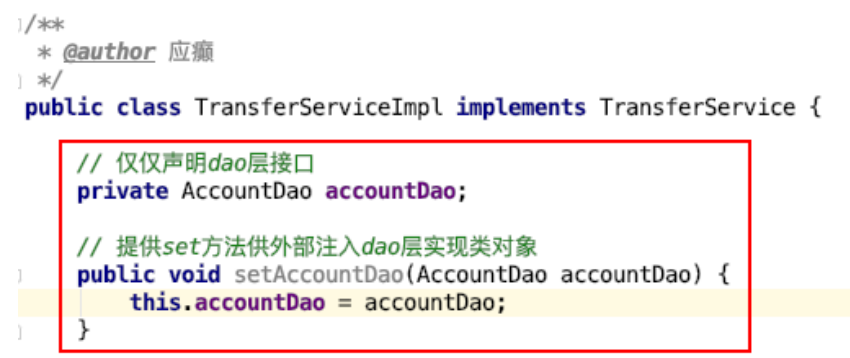 /**
* @author 应癫
*/
public class TransferServiceImpl implements TransferService {
// 仅仅声明dao层接口
private AccountDao accountDao;
// 提供set方法供外部注入dao层实现类对象
public void setAccountDao(AccountDao accountDao) {
this.accountDao = accountDao;
}